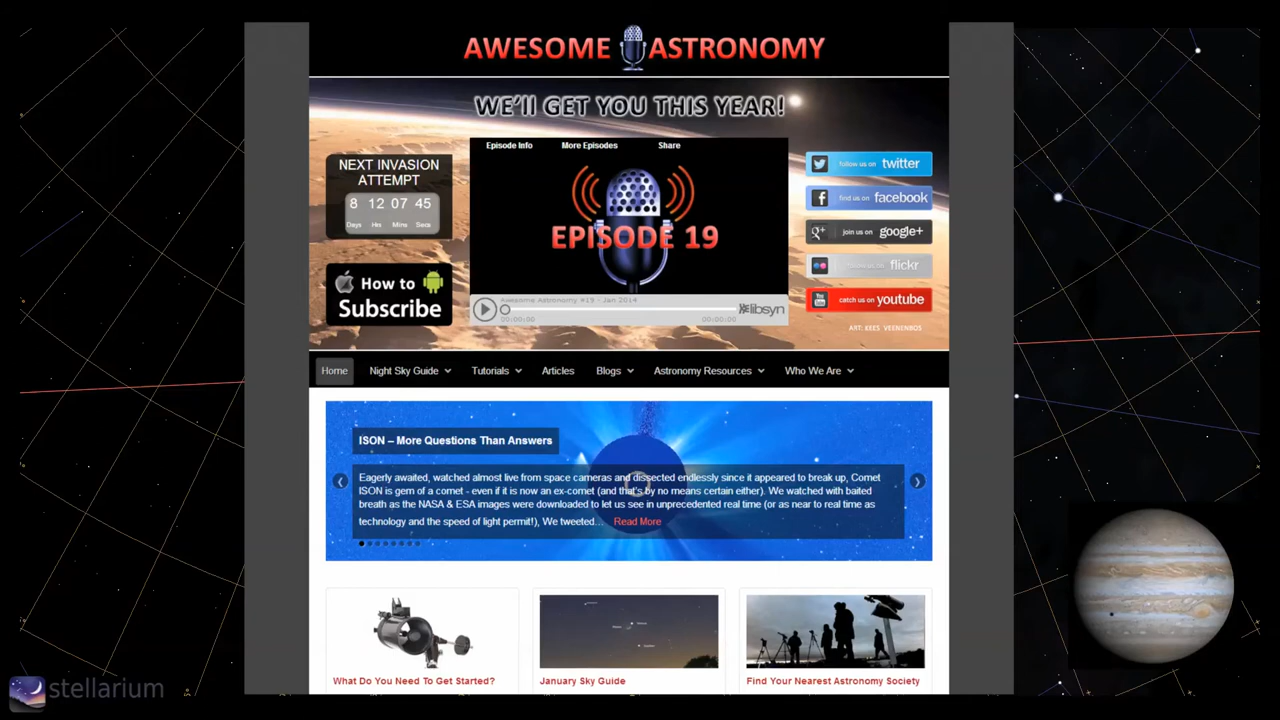 AWESOME ASTRONOMY
WE'LL GET YOU THIS YEAR!
Episode Info More Episodes Share
NEXT INVASION
ATTEMPT
8 12 07 45
Days Hrs Mins Secs
EPISODE 19
How to
Subscribe
Awesome Astronomy #19 - Jan 2014
00:00:00 00:00:00
libsyn
follow us on twitter
find us on facebook
join us on google+
flickr
catch us on youtube
ART: KEES VEENENBOS
Home Night Sky Guide Tutorials Articles Blogs Astronomy Resources Who We Are
ISON – More Questions Than Answers
Eagerly awaited, watched almost live from space cameras and dissected endlessly since it appeared to break up, Comet
ISON is gem of a comet - even if it is now an ex-comet (and that's by no means certain either). We watched with baited
breath as the NASA & ESA images were downloaded to let us see in unprecedented real time (or as near to real time as
technology and the speed of light permit!), We tweeted... Read More
What Do You Need To Get Started?
January Sky Guide
Find Your Nearest Astronomy Society
stellarium